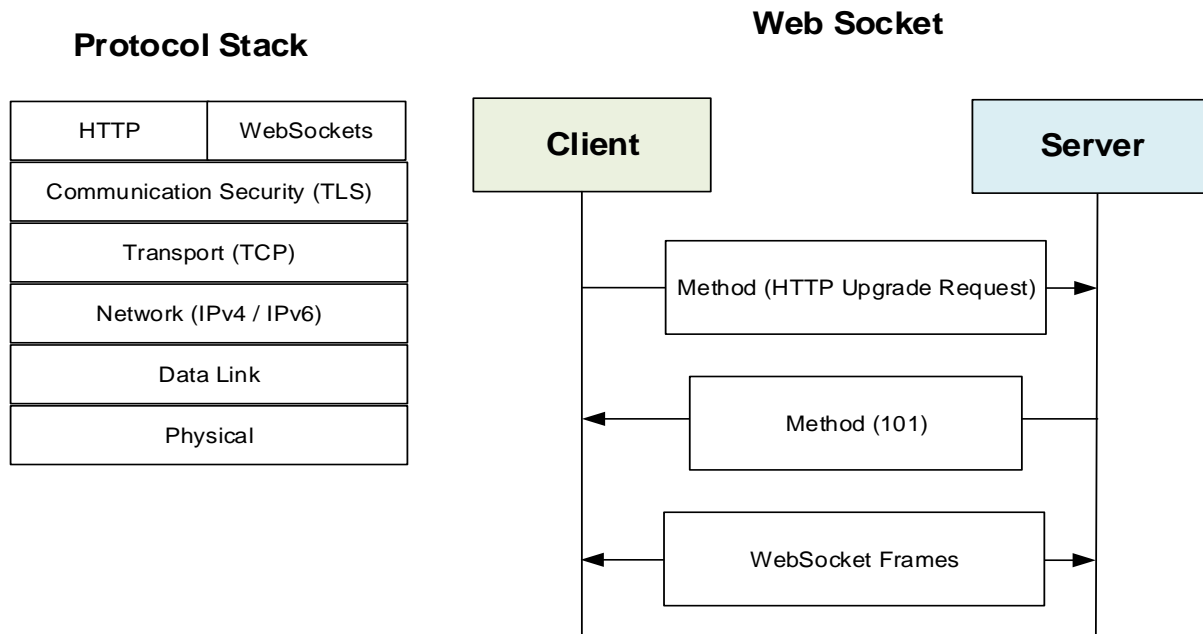 Protocol Stack
HTTP
WebSockets
Communication Security (TLS)
Transport (TCP)
Network (IPv4 / IPv6)
Data Link
Physical
Web Socket
Client
Server
Method (HTTP Upgrade Request)
Method (101)
WebSocket Frames